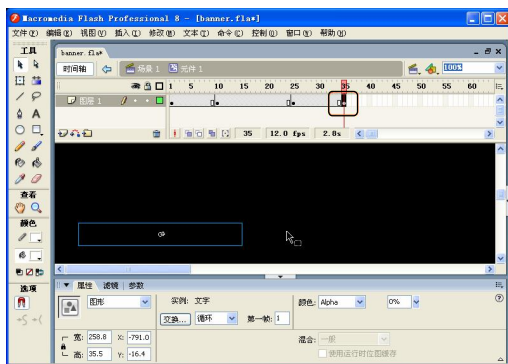 Macromedia Flash Professional 8 - [banner.fla*]
文件(F) 编辑(E) 视图(V) 插入(I) 修改(M) 文本(T) 命令(C) 控制(O) 窗口(W) 帮助(H)
工具 banner.fla*
时间轴 场景 1 元件 1 100%
1 5 10 15 20 25 30 35 40 45 50 55 60
图层 1
35 12.0 fps 2.8s
查看
颜色
选项
属性 滤镜 参数
图形 实例: 文字 颜色: Alpha 0%
交换... 循环 第一帧: 1
宽: 258.8 X: -791.0 混合: 一般
高: 35.5 Y: -16.4 使用运行时位图缓存